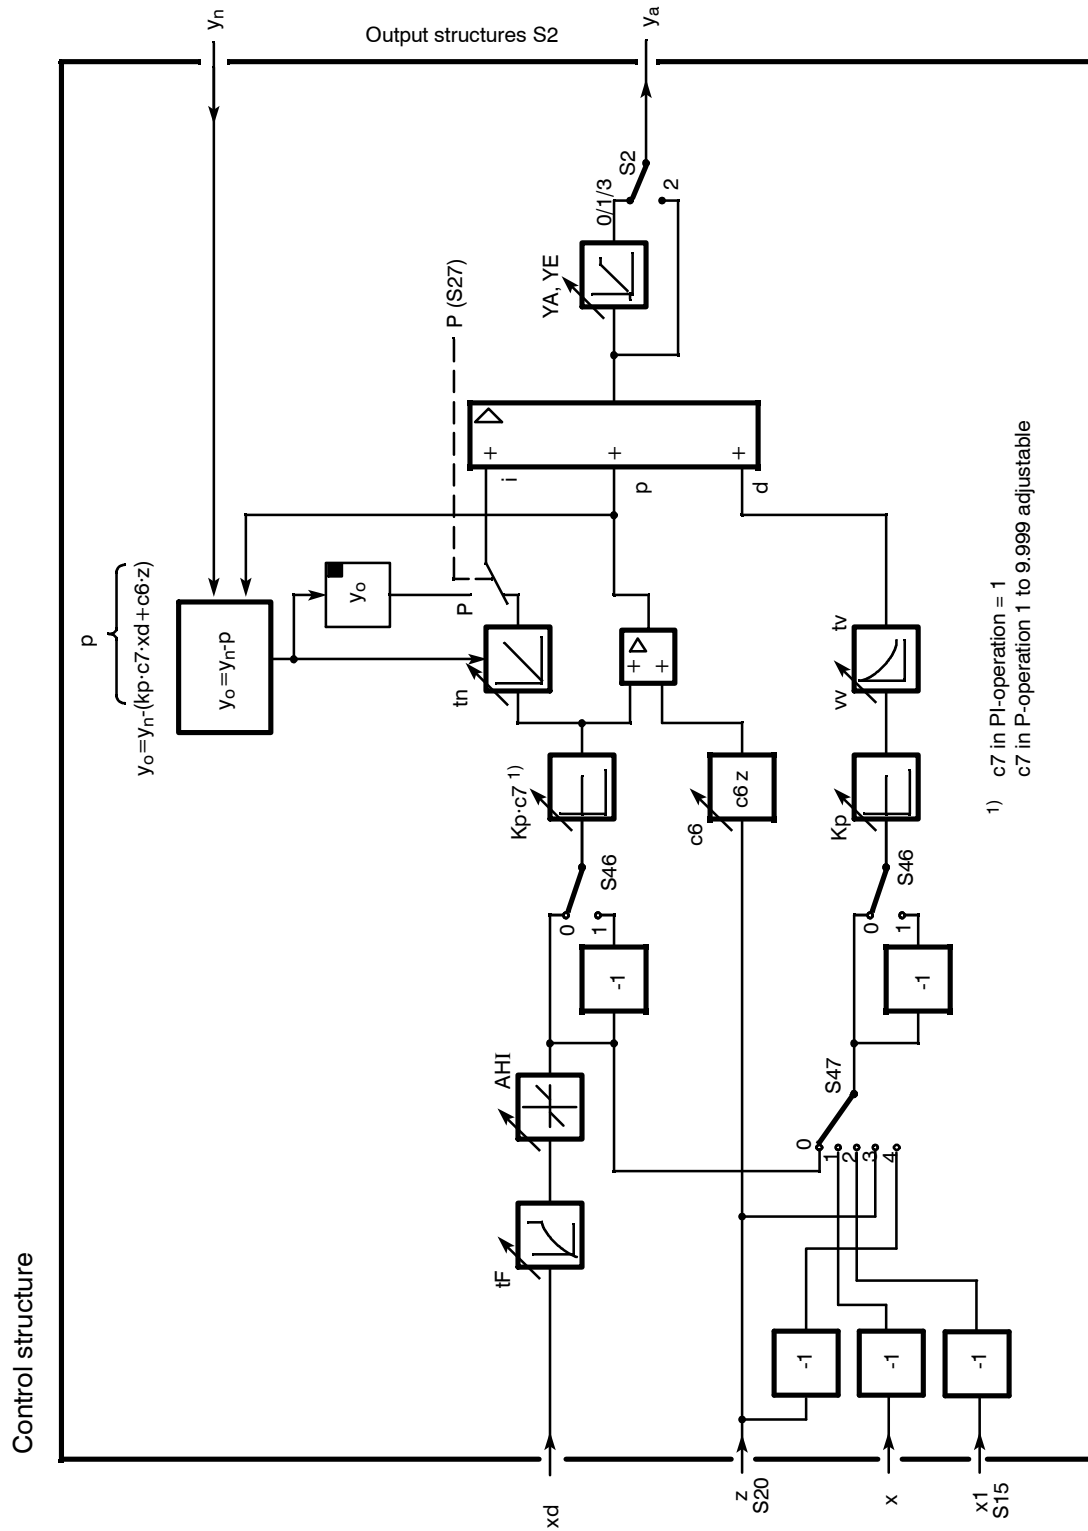 Control structure
xd
z
S20
x
x1
S15
tF
AHI
-1
-1
-1
-1
-1
0
1
S46
S47
0
1
2
3
4
0
1
S46
Kp·c7 1)
c6
c6 z
Kp
tn
vv
tv
+
+
P
yo
yo=yn-p
yo=yn-(kp·c7·xd+c6·z)
p
i
p
d
+
+
+
P (S27)
YA, YE
0/1/3
2
S2
Output structures S2
yn
ya
1) c7 in PI-operation = 1
c7 in P-operation 1 to 9.999 adjustable